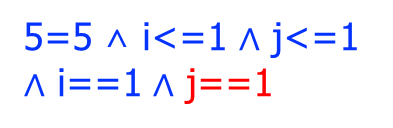 5=5 ∧ i<=1 ∧ j<=1
∧ i==1 ∧ j==1